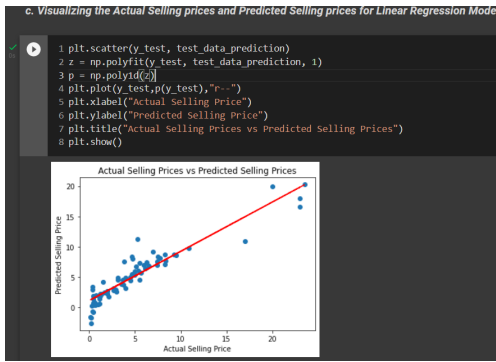 c. Visualizing the Actual Selling prices and Predicted Selling prices for Linear Regression Mode
1 plt.scatter(y_test, test_data_prediction)
2 z = np.polyfit(y_test, test_data_prediction, 1)
3 p = np.poly1d(z)
4 plt.plot(y_test,p(y_test),"r--")
5 plt.xlabel("Actual Selling Price")
6 plt.ylabel("Predicted Selling Price")
7 plt.title("Actual Selling Prices vs Predicted Selling Prices")
8 plt.show()
Actual Selling Prices vs Predicted Selling Prices
Predicted Selling Price
20
15
10
5
0
0 5 10 15 20
Actual Selling Price